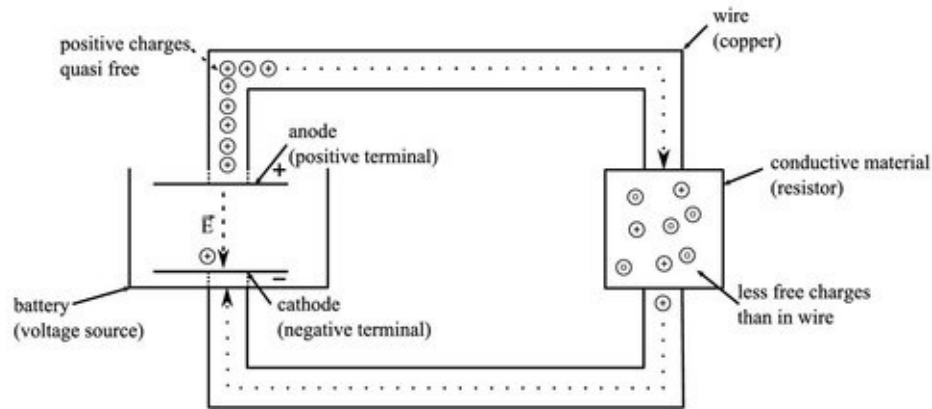 positive charges
quasi free
wire
(copper)
anode
(positive terminal)
+
conductive material
(resistor)
E
−
battery
(voltage source)
cathode
(negative terminal)
less free charges
than in wire